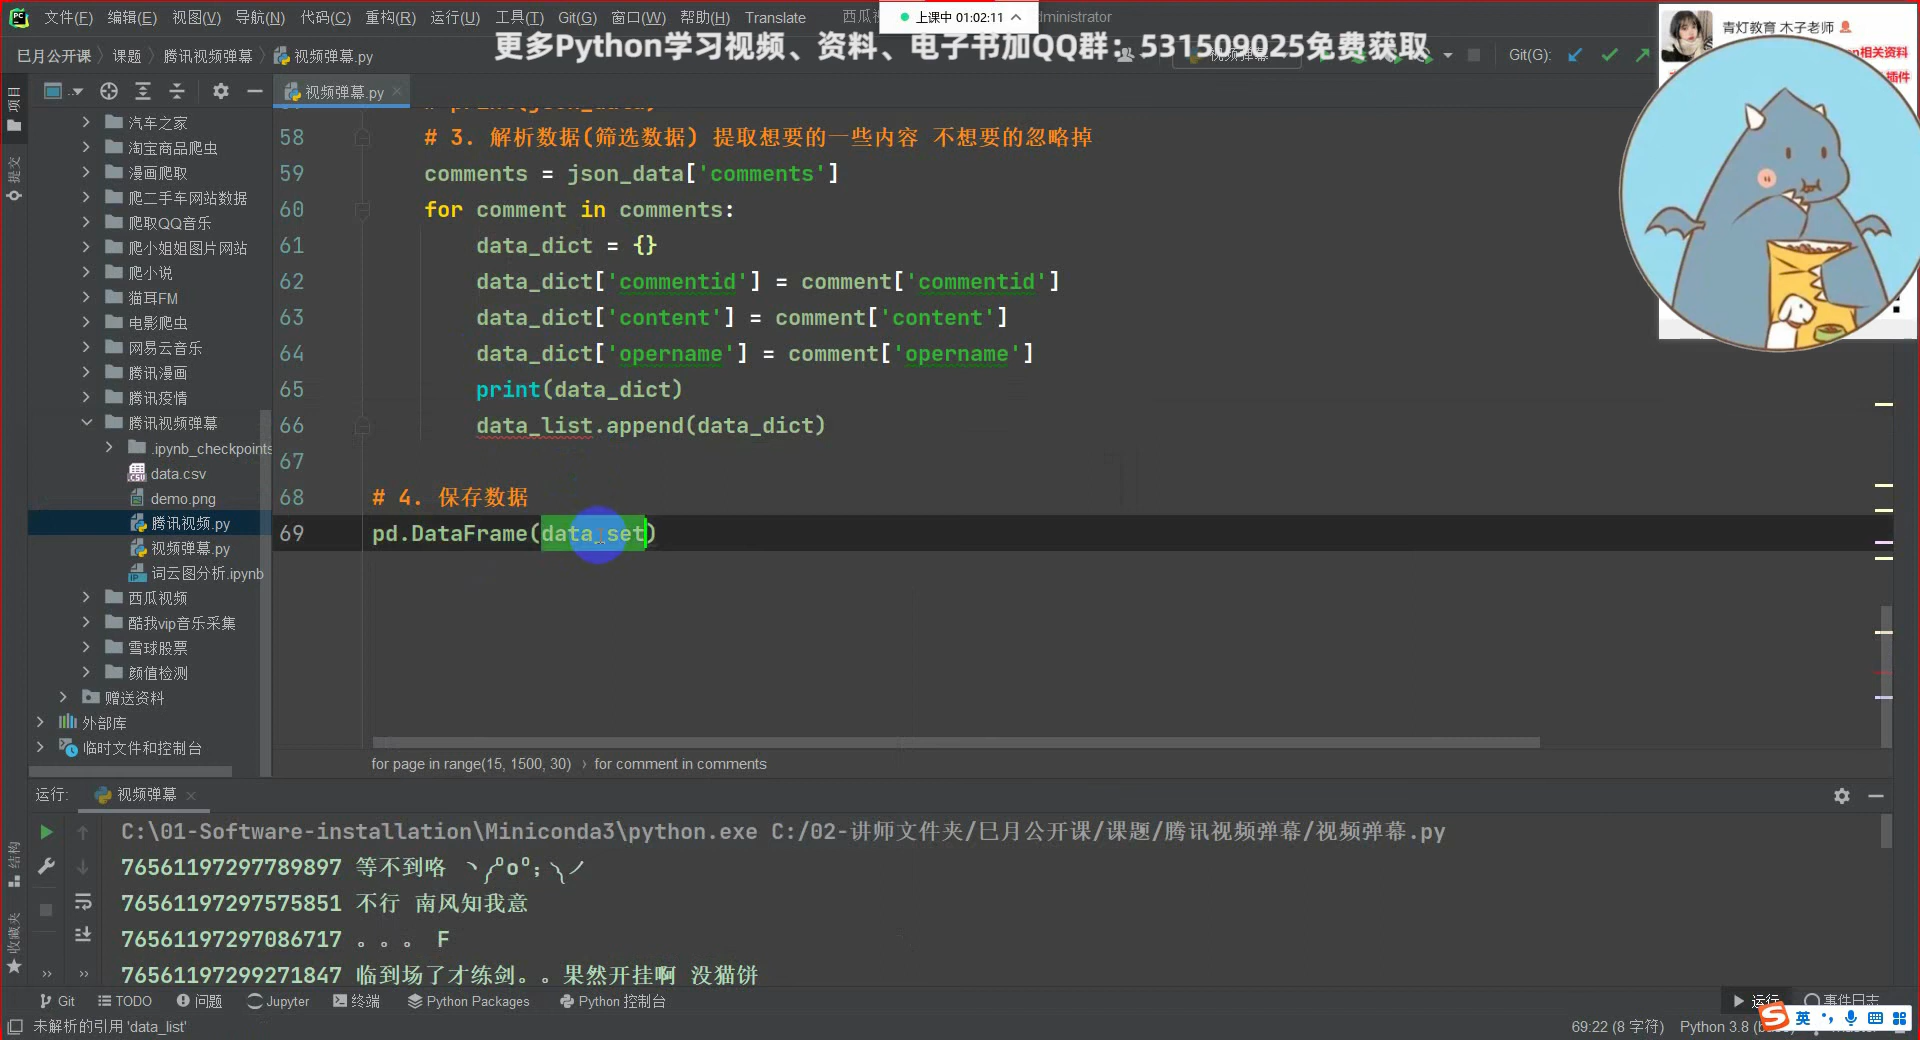 文件(F) 编辑(E) 视图(V) 导航(N) 代码(C) 重构(R) 运行(U) 工具(T) Git(G) 窗口(W) 帮助(H) Translate
上课中 01:02:11
dministrator
更多Python学习视频、资料、电子书加QQ群：531509025免费获取
巳月公开课 课题 腾讯视频弹幕 视频弹幕.py
Git(G):
青灯教育 木子老师
相关资料
插件
项目
提交
视频弹幕.py
汽车之家
淘宝商品爬虫
漫画爬取
爬二手车网站数据
爬取QQ音乐
爬小姐姐图片网站
爬小说
猫耳FM
电影爬虫
网易云音乐
腾讯漫画
腾讯疫情
腾讯视频弹幕
.ipynb_checkpoints
data.csv
demo.png
腾讯视频.py
视频弹幕.py
词云图分析.ipynb
西瓜视频
酷我vip音乐采集
雪球股票
颜值检测
赠送资料
外部库
临时文件和控制台
58 # 3. 解析数据(筛选数据) 提取想要的一些内容 不想要的忽略掉
59 comments = json_data['comments']
60 for comment in comments:
61 data_dict = {}
62 data_dict['commentid'] = comment['commentid']
63 data_dict['content'] = comment['content']
64 data_dict['opername'] = comment['opername']
65 print(data_dict)
66 data_list.append(data_dict)
67
68 # 4. 保存数据
69 pd.DataFrame(data_set)
for page in range(15, 1500, 30) › for comment in comments
运行: 视频弹幕
C:\01-Software-installation\Miniconda3\python.exe C:/02-讲师文件夹/巳月公开课/课题/腾讯视频弹幕/视频弹幕.py
765611972977898​97 等不到咯
76561197297575851 不行 南风知我意
76561197297086717 。。。 F
76561197299271847 临到场了才练剑。。果然开挂啊 没猫饼
结构
收藏夹
Git TODO 问题 Jupyter 终端 Python Packages Python 控制台 运行 事件日志
未解析的引用 'data_list'
69:22 (8 字符) Python 3.8
英